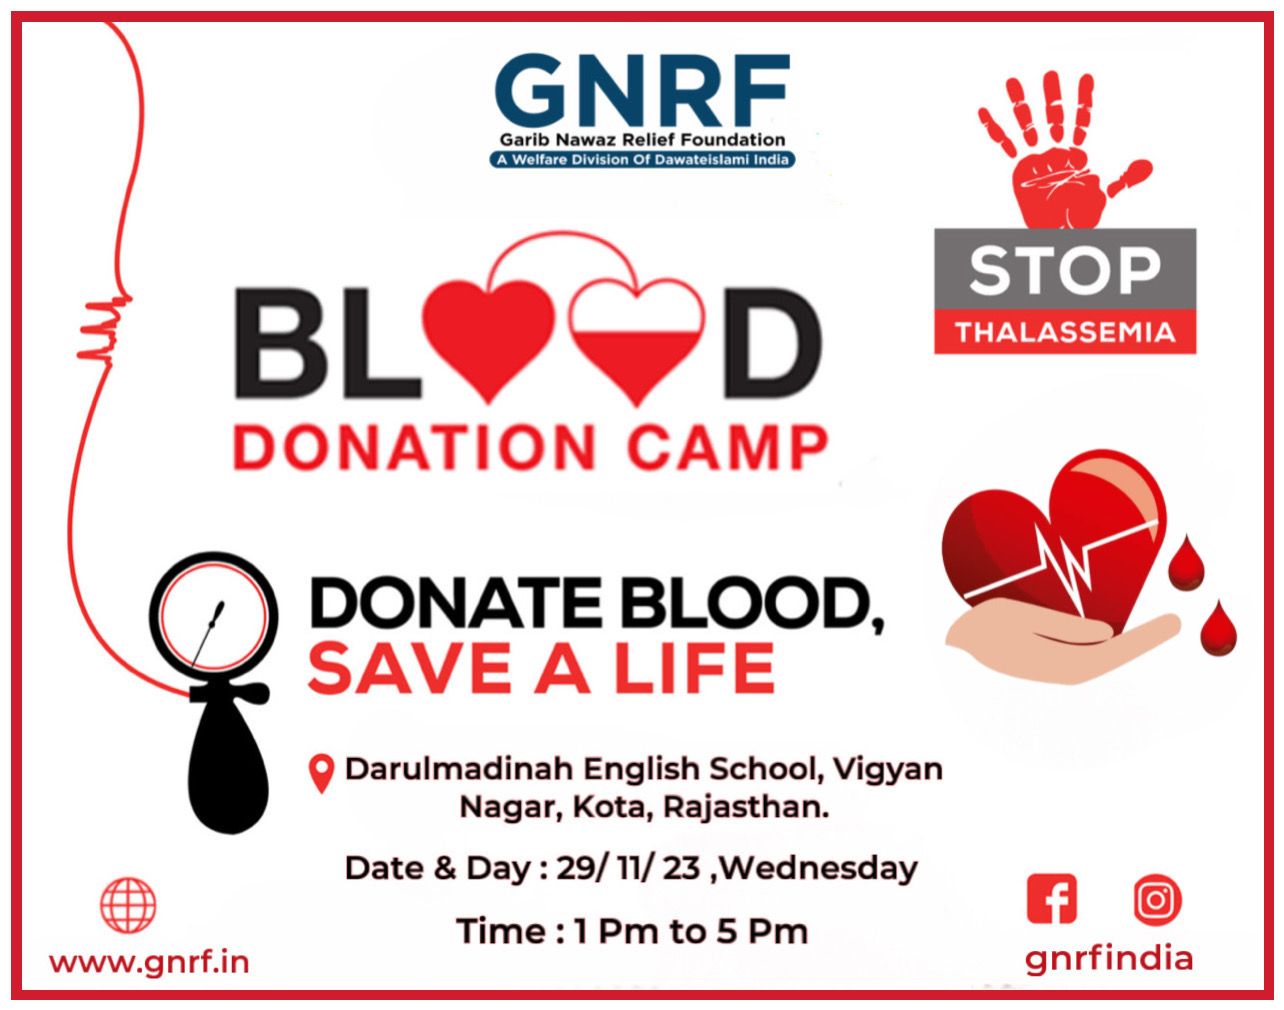 GNRF
Garib Nawaz Relief Foundation
A Welfare Division Of Dawateislami India
STOP
THALASSEMIA
BLOOD
DONATION CAMP
DONATE BLOOD,
SAVE A LIFE
Darulmadinah English School, Vigyan
Nagar, Kota, Rajasthan.
Date & Day : 29/ 11/ 23 ,Wednesday
Time : 1 Pm to 5 Pm
www.gnrf.in
gnrfindia